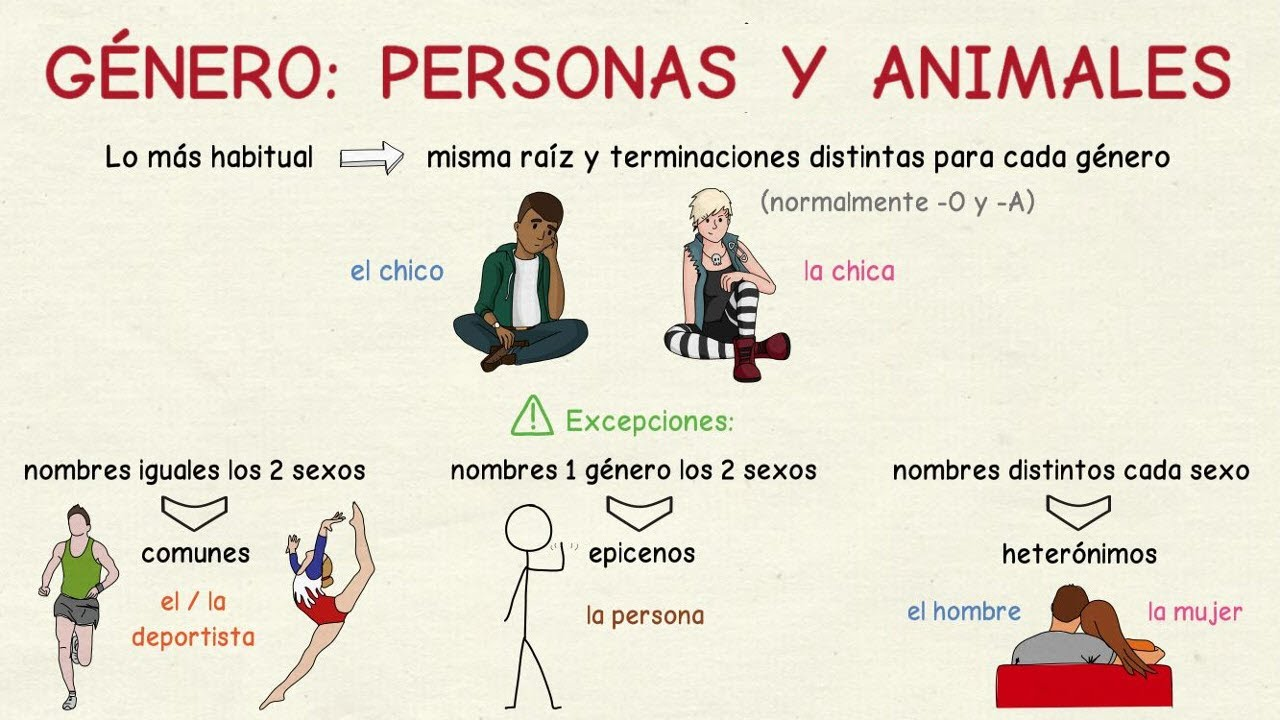 GÉNERO: PERSONAS Y ANIMALES
Lo más habitual misma raíz y terminaciones distintas para cada género
(normalmente -O y -A)
el chico la chica
Excepciones:
nombres iguales los 2 sexos nombres 1 género los 2 sexos nombres distintos cada sexo
comunes epicenos heterónimos
el / la
deportista
la persona
el hombre la mujer